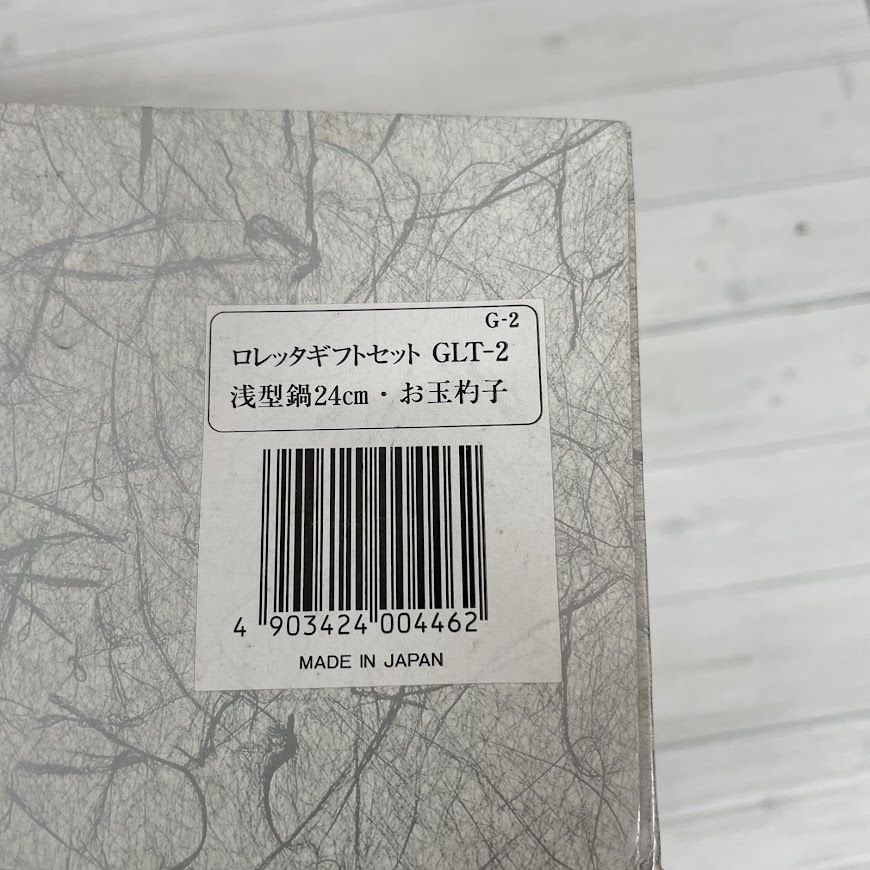 G-2
ロレッタギフトセット GLT-2
浅型鍋24cm・お玉杓子
4 903424 004462
MADE IN JAPAN